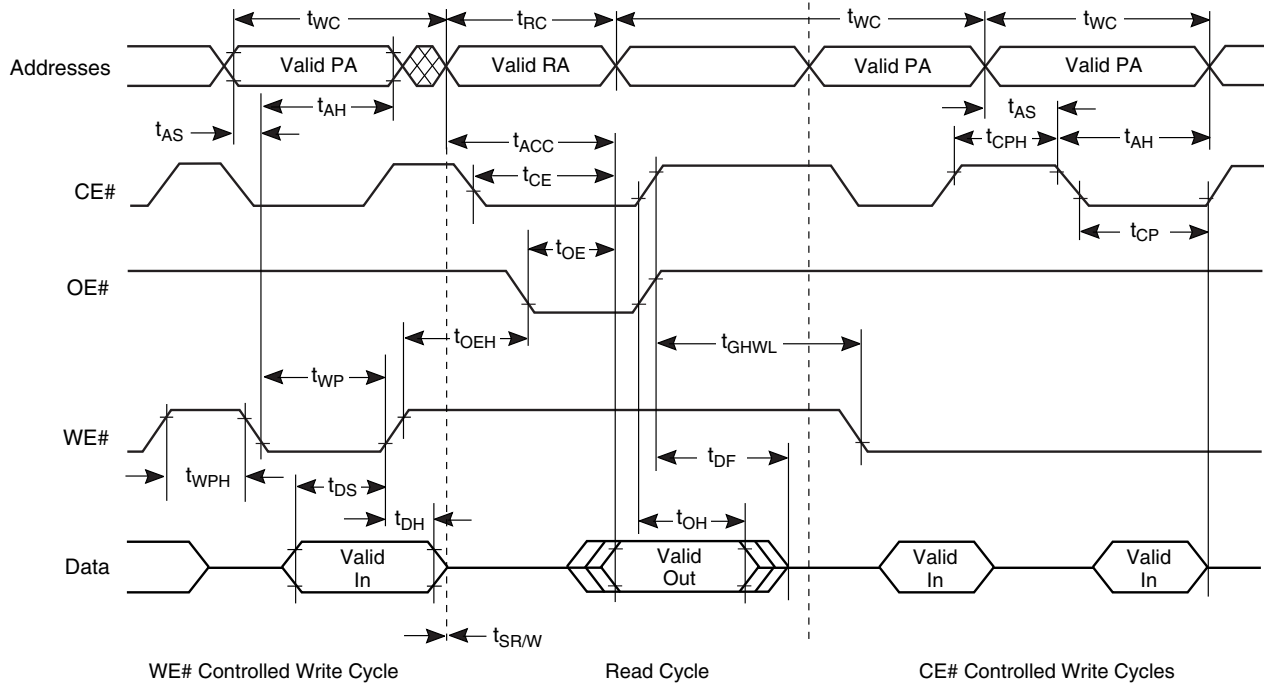 tWC tRC tWC tWC
Addresses Valid PA Valid RA Valid PA Valid PA
tAS tAH tAS
tACC tCPH tAH
CE# tCE
tOE tCP
OE#
tOEH tGHWL
tWP
WE#
tWPH tDS tDF
tDH tOH
Data Valid In Valid Out Valid In Valid In
tSR/W
WE# Controlled Write Cycle Read Cycle CE# Controlled Write Cycles